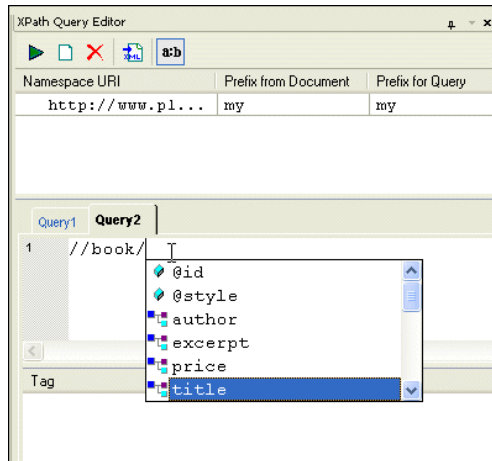 XPath Query Editor
XML a:b
Namespace URI Prefix from Document Prefix for Query
http://www.pl... my my
Query1 Query2
1 //book/
@id
@style
author
excerpt
price
title
Tag